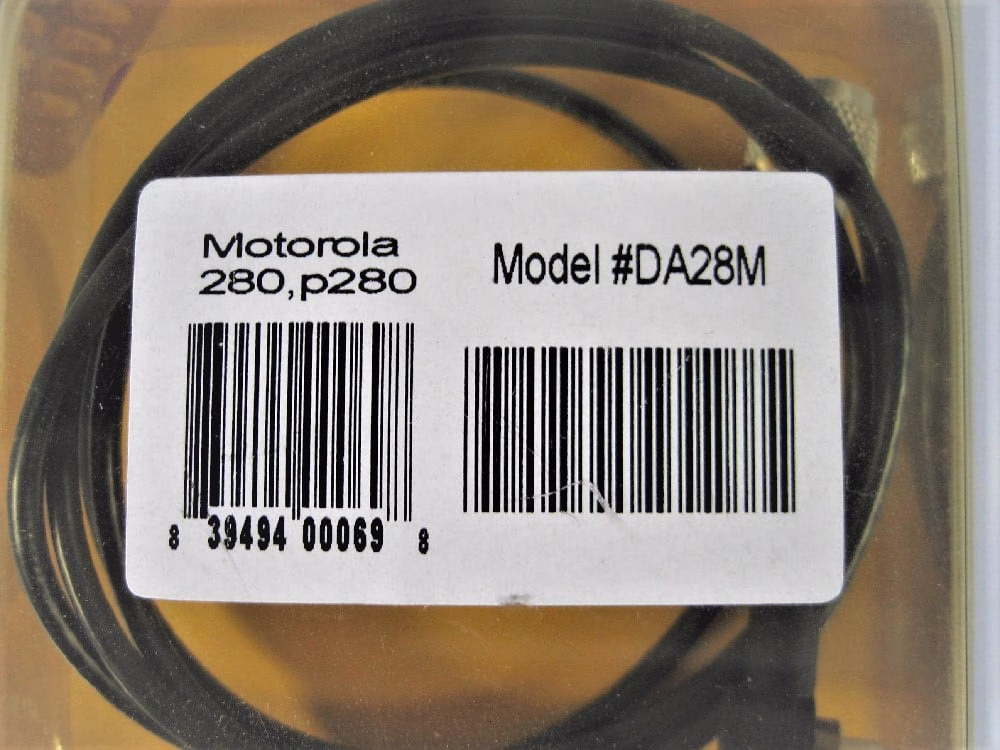 Motorola
280,p280
Model #DA28M
8 39494 00069 8